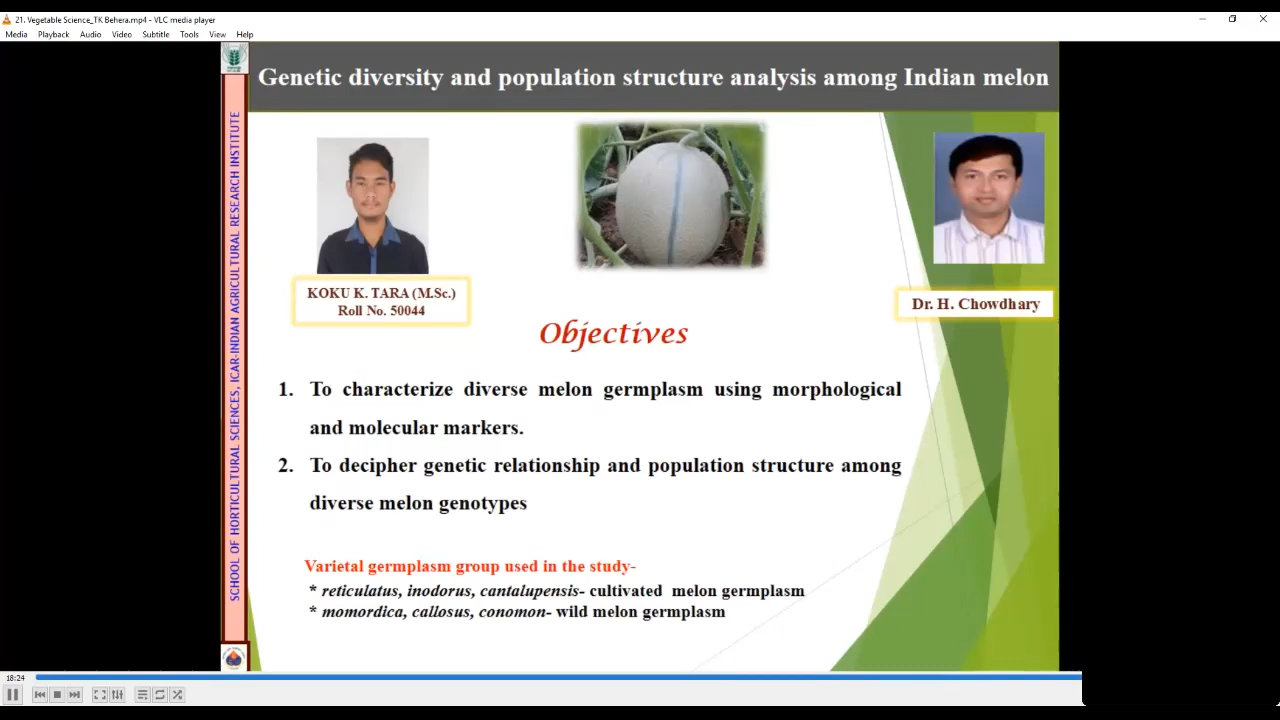 21. Vegetable Science_TK Behera.mp4 - VLC media player
Media Playback Audio Video Subtitle Tools View Help
Genetic diversity and population structure analysis among Indian melon
SCHOOL OF HORTICULTURAL SCIENCES, ICAR-INDIAN AGRICULTURAL RESEARCH INSTITUTE
KOKU K. TARA (M.Sc.)
Roll No. 50044
Dr. H. Chowdhary
Objectives
1. To characterize diverse melon germplasm using morphological
and molecular markers.
2. To decipher genetic relationship and population structure among
diverse melon genotypes
Varietal germplasm group used in the study-
* reticulatus, inodorus, cantalupensis- cultivated melon germplasm
* momordica, callosus, conomon- wild melon germplasm
18:24